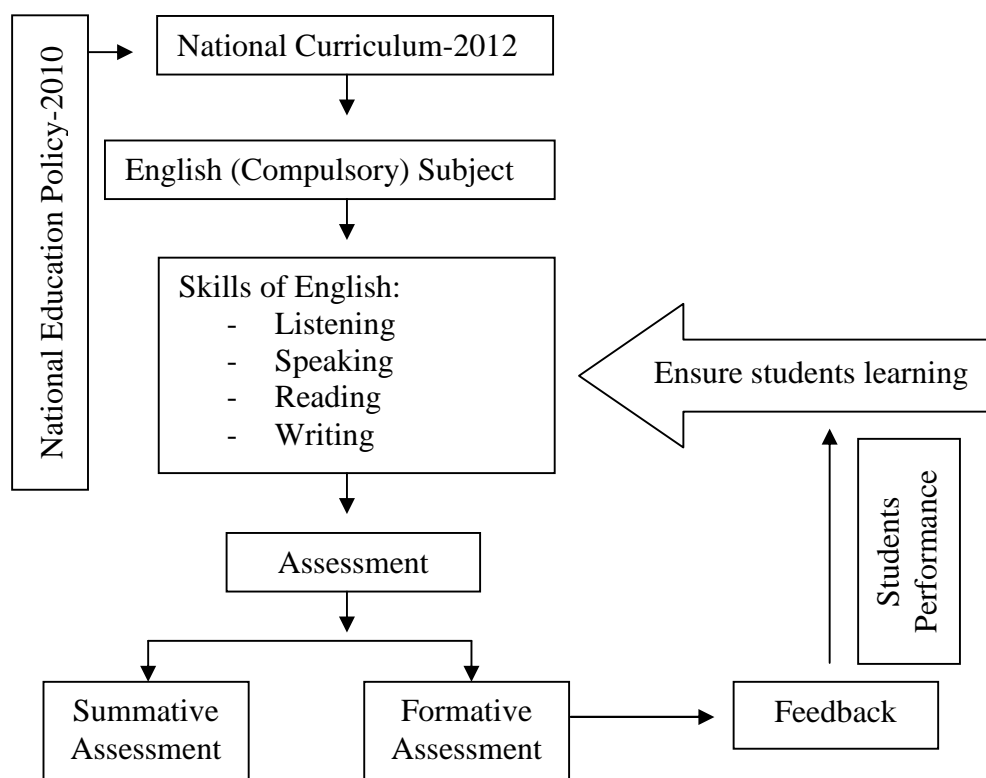 National Education Policy-2010
National Curriculum-2012
English (Compulsory) Subject
Skills of English:
- Listening
- Speaking
- Reading
- Writing
Ensure students learning
Students
Performance
Assessment
Summative
Assessment
Formative
Assessment
Feedback